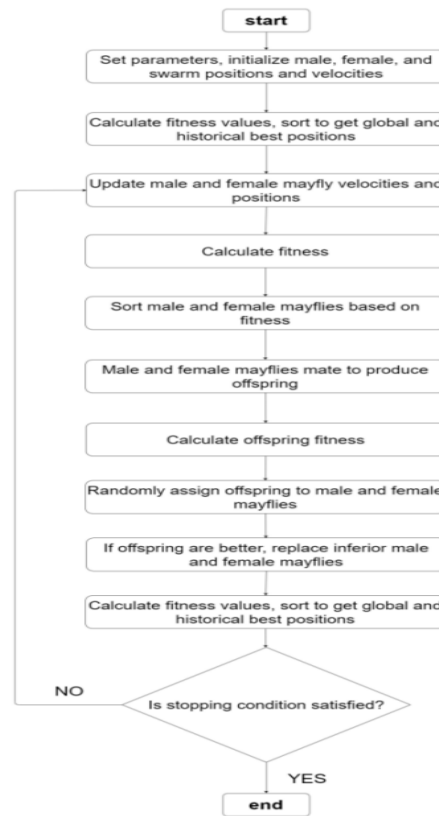 start
Set parameters, initialize male, female, and
swarm positions and velocities
Calculate fitness values, sort to get global and
historical best positions
Update male and female mayfly velocities and
positions
Calculate fitness
Sort male and female mayflies based on
fitness
Male and female mayflies mate to produce
offspring
Calculate offspring fitness
Randomly assign offspring to male and female
mayflies
If offspring are better, replace inferior male
and female mayflies
Calculate fitness values, sort to get global and
historical best positions
NO
Is stopping condition satisfied?
YES
end